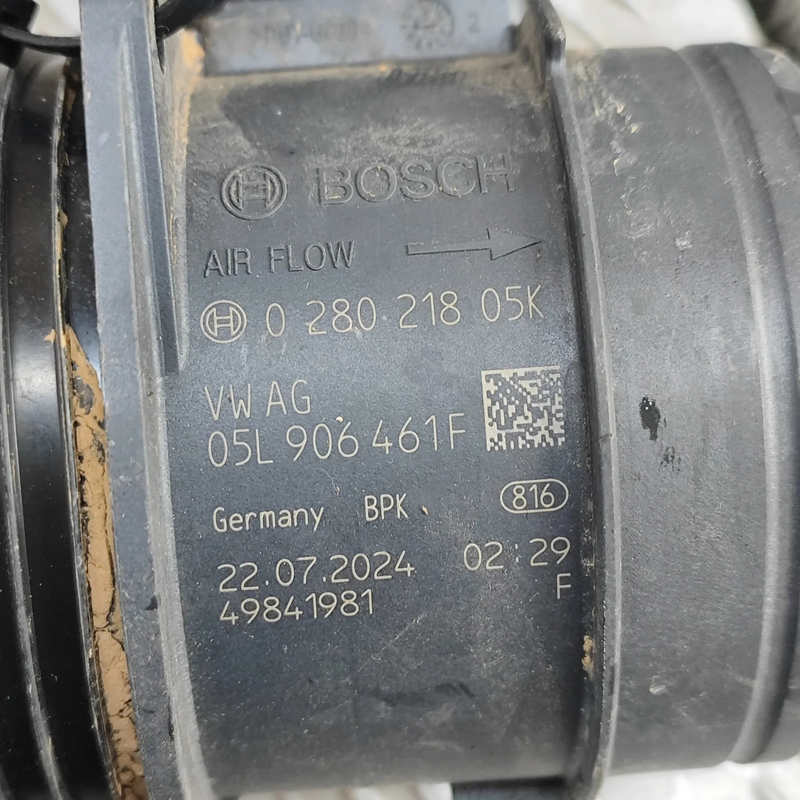 BOSCH
AIR FLOW
0 280 218 05K
VW AG
05L 906 461F
Germany BPK 816
22.07.2024 02:29
49841981 F